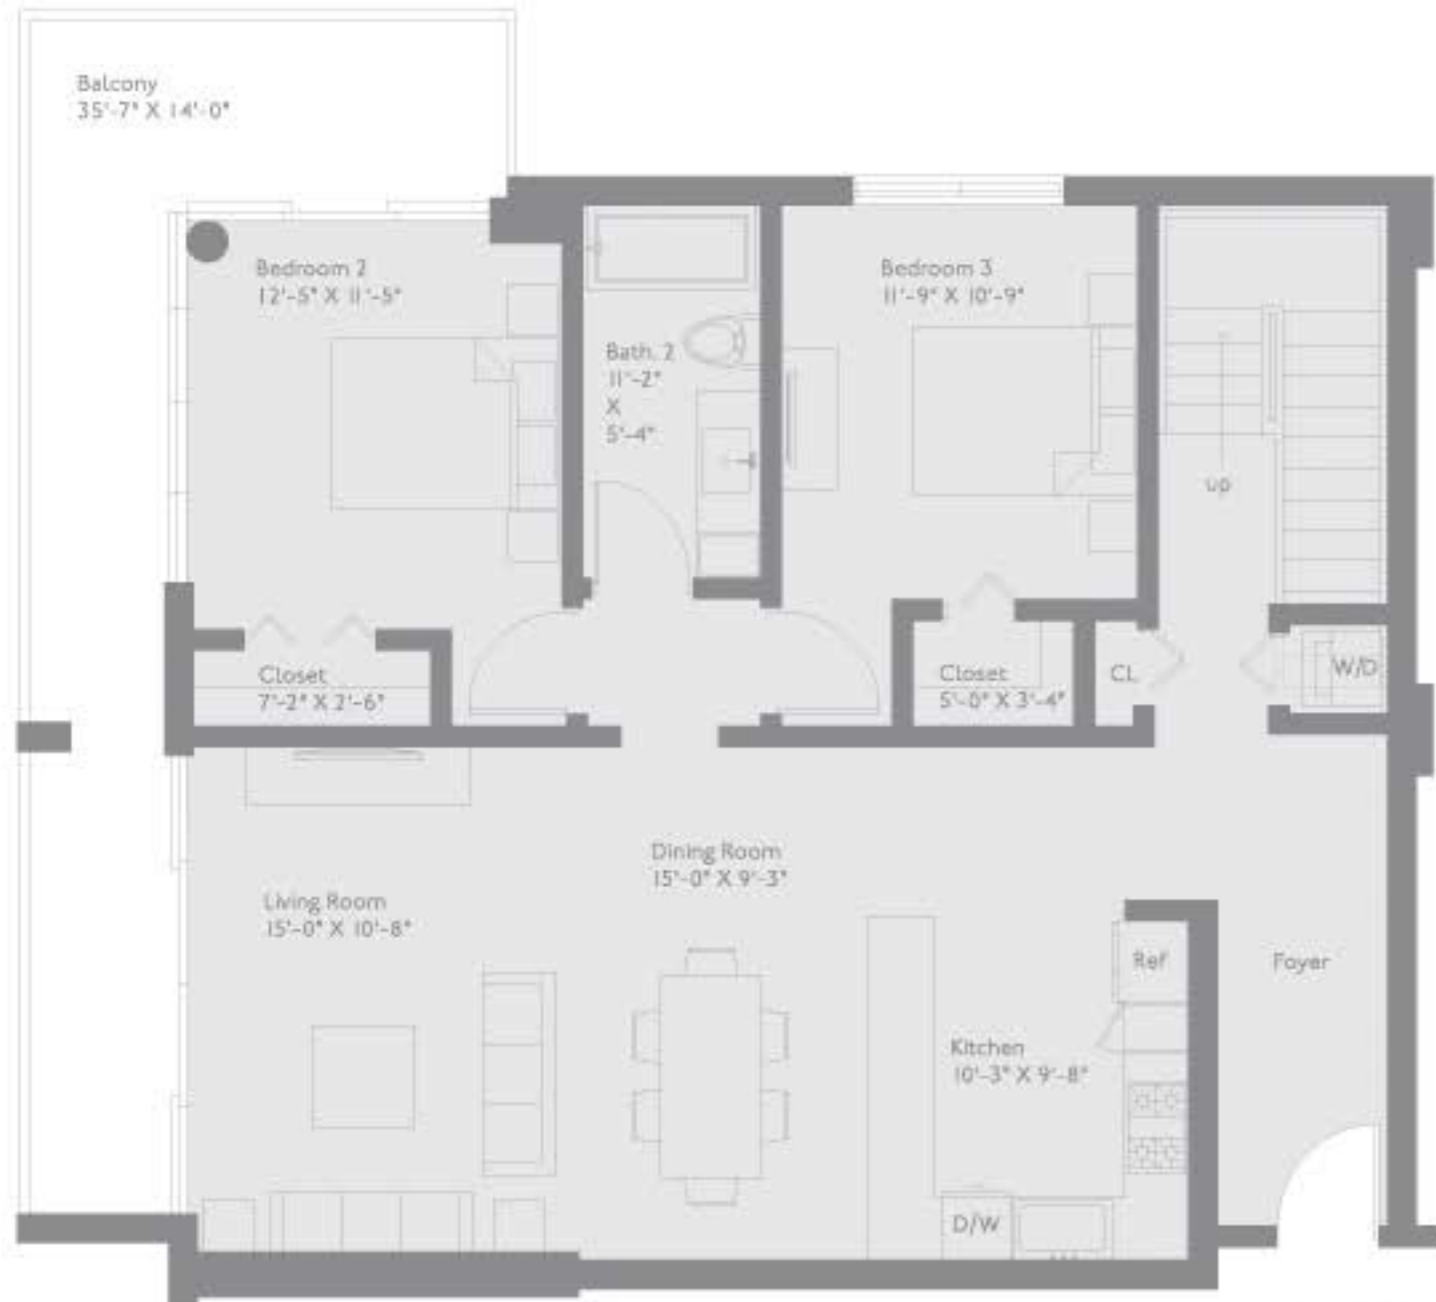 Balcony
35'-7" X 14'-0"
Bedroom 2
12'-5" X 11'-5"
Bedroom 3
11'-9" X 10'-9"
Bath. 2
11'-2"
X
5'-4"
up
Closet
7'-2" X 2'-6"
Closet
5'-0" X 3'-4"
CL
W/D
Dining Room
15'-0" X 9'-3"
Living Room
15'-0" X 10'-8"
Ref
Foyer
Kitchen
10'-3" X 9'-8"
D/W